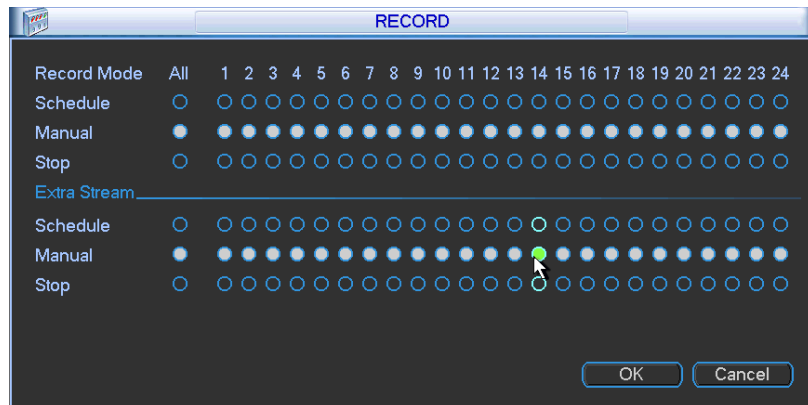 RECORD
Record Mode All 1 2 3 4 5 6 7 8 9 10 11 12 13 14 15 16 17 18 19 20 21 22 23 24
Schedule
Manual
Stop
Extra Stream
Schedule
Manual
Stop
OK Cancel